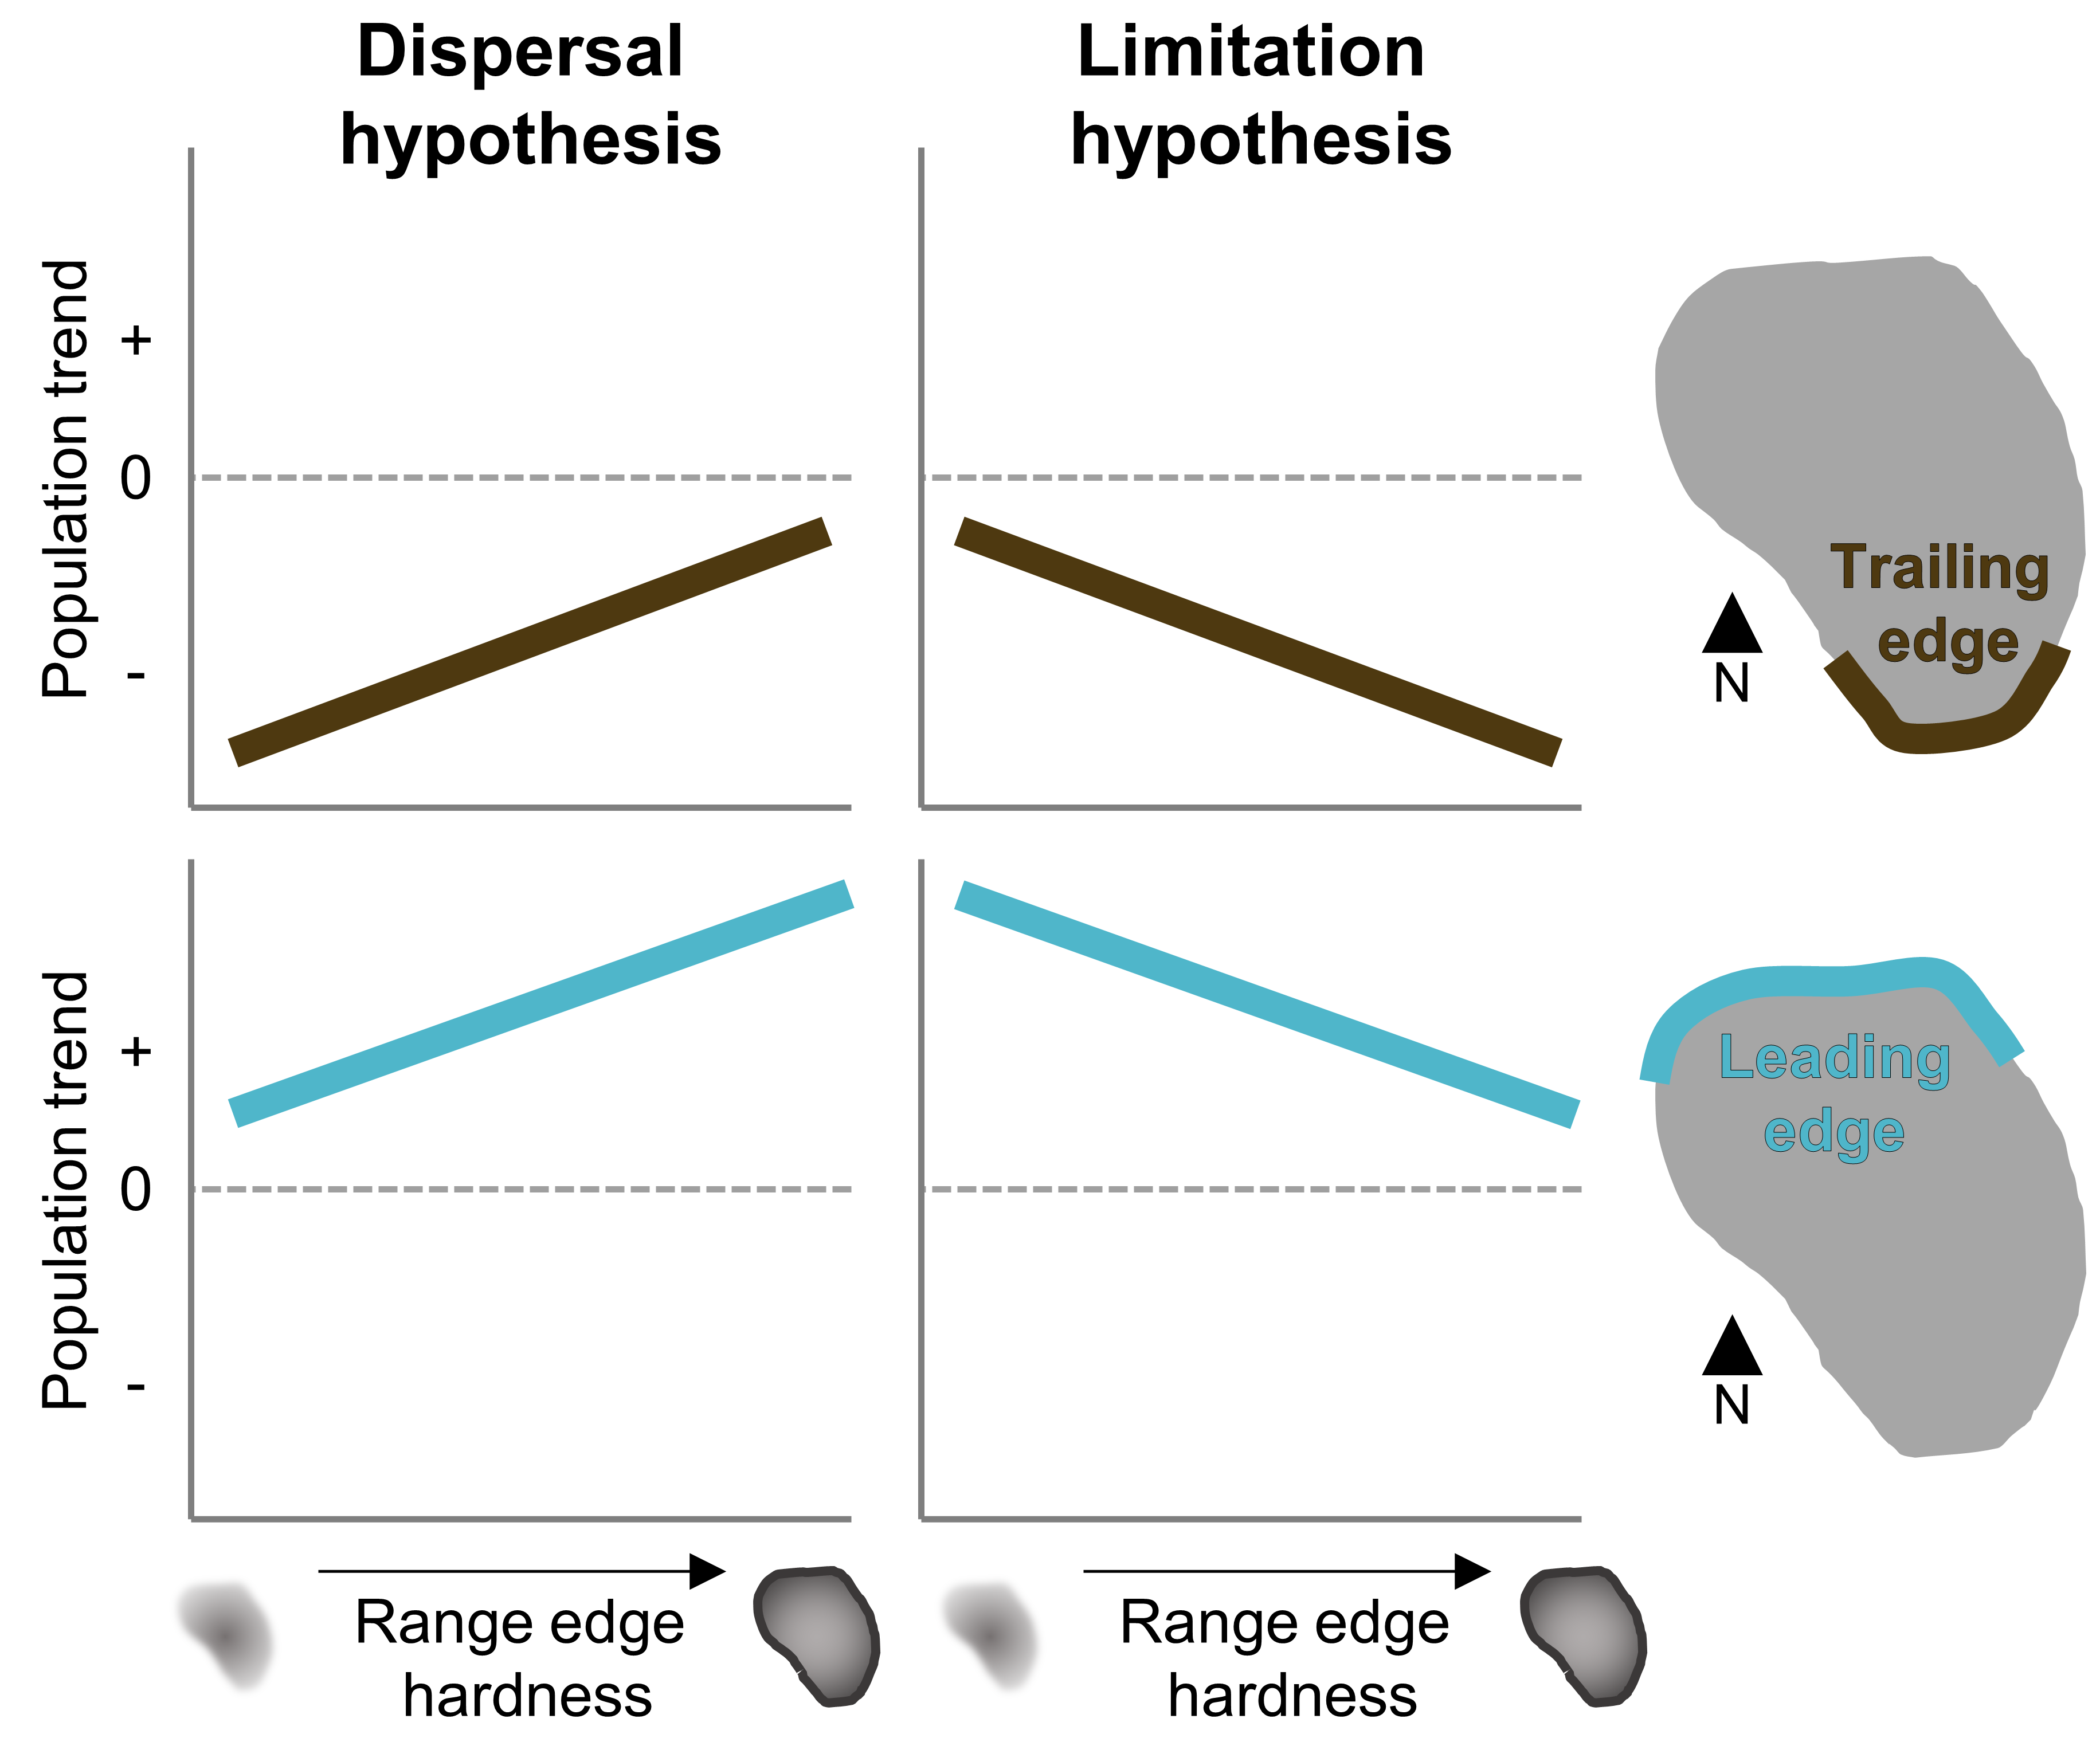 Dispersal
hypothesis
Limitation
hypothesis
Population trend
+
0
-
Trailing
edge
N
Population trend
+
0
-
Leading
edge
N
Range edge
hardness
Range edge
hardness